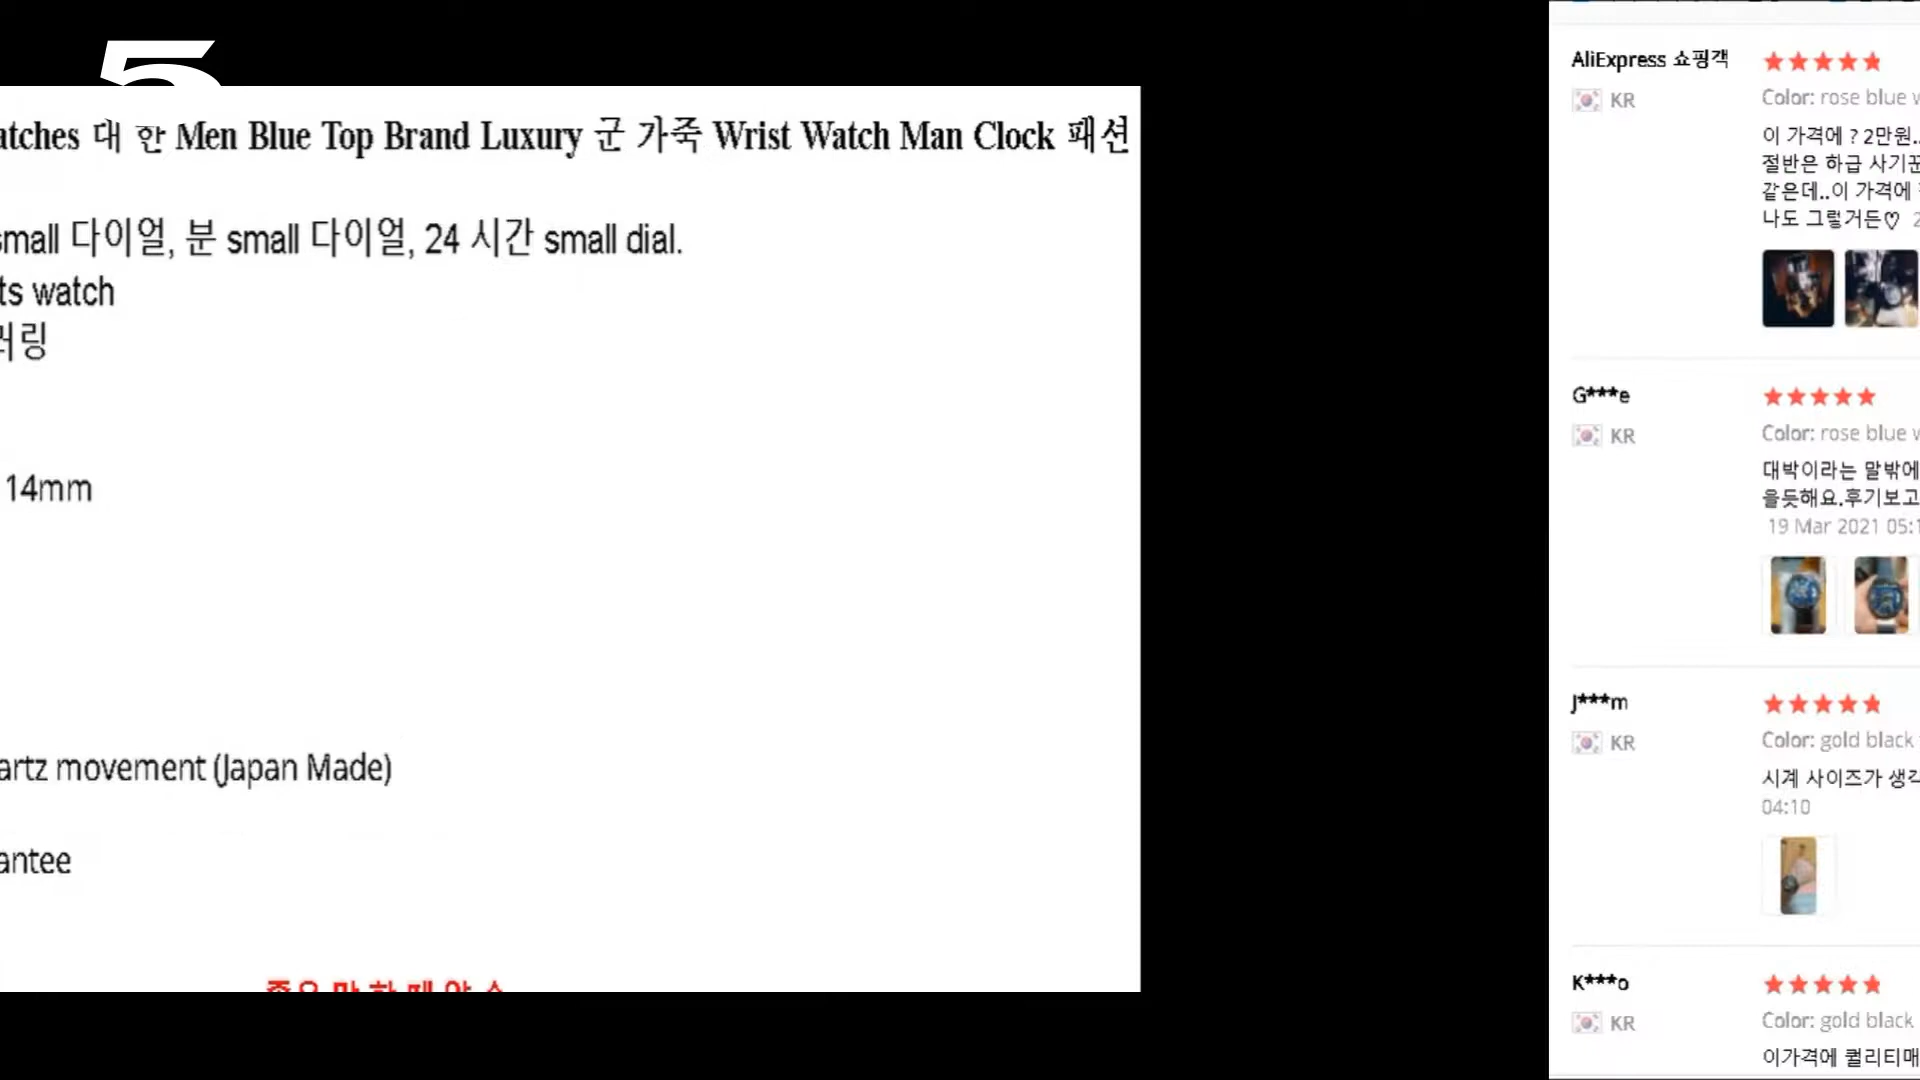 5
atches 대 한 Men Blue Top Brand Luxury 군 가죽 Wrist Watch Man Clock 패션
small 다이얼, 분 small 다이얼, 24 시간 small dial.
ts watch
러링
14mm
artz movement (Japan Made)
antee
AliExpress 쇼핑객
KR
Color: rose blue
이 가격에 ? 2만원..
절반은 하급 사기꾼
같은데..이 가격에
나도 그렇거든♡
G***e
KR
Color: rose blue
대박이라는 말밖에
을듯해요.후기보고
19 Mar 2021 05:1
J***m
KR
Color: gold black
시계 사이즈가 생각
04:10
K***o
KR
Color: gold black
이가격에 퀄리티매